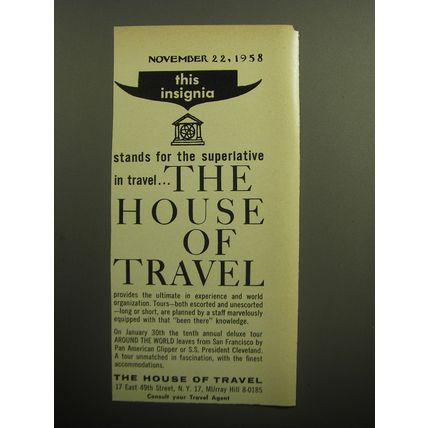 NOVEMBER 22, 1958
this
insignia
stands for the superlative
in travel... THE
HOUSE
OF
TRAVEL
provides the ultimate in experience and world
organization. Tours—both escorted and unescorted
—long or short, are planned by a staff marvelously
equipped with that "been there" knowledge.
On January 30th the tenth annual deluxe tour
AROUND THE WORLD leaves from San Francisco by
Pan American Clipper or S.S. President Cleveland.
A tour unmatched in fascination, with the finest
accommodations.
THE HOUSE OF TRAVEL
17 East 49th Street, N. Y. 17, MUrray Hill 8-0185
Consult your Travel Agent